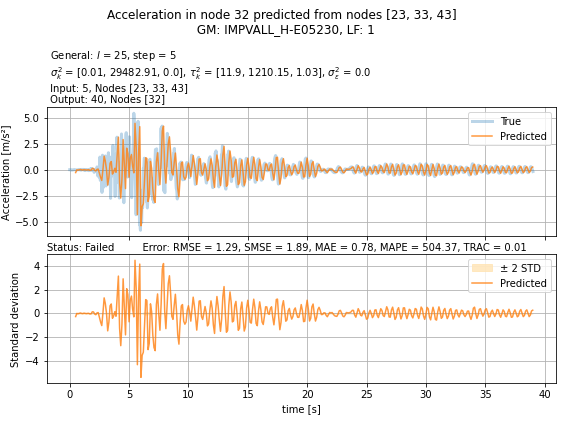 Acceleration in node 32 predicted from nodes [23, 33, 43]
GM: IMPVALL_H-E05230, LF: 1
General: l = 25, step = 5
σ²ₖ = [0.01, 29482.91, 0.0], τ²ₖ = [11.9, 1210.15, 1.03], σ²ε = 0.0
Input: 5, Nodes [23, 33, 43]
Output: 40, Nodes [32]
Acceleration [m/s²]
5.0
2.5
0.0
−2.5
−5.0
True
Predicted
Status: Failed Error: RMSE = 1.29, SMSE = 1.89, MAE = 0.78, MAPE = 504.37, TRAC = 0.01
Standard deviation
4
2
0
−2
−4
± 2 STD
Predicted
0 5 10 15 20 25 30 35 40
time [s]